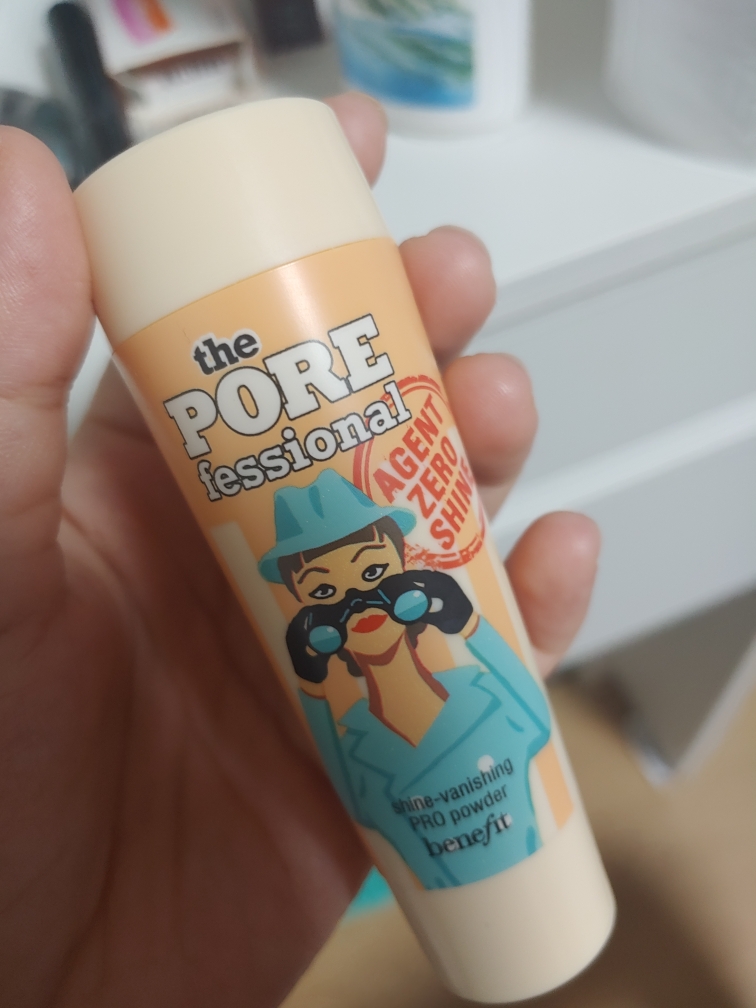 the
PORE
fessional
AGENT
ZERO
SHINE
shine-vanishing
PRO powder
benefit